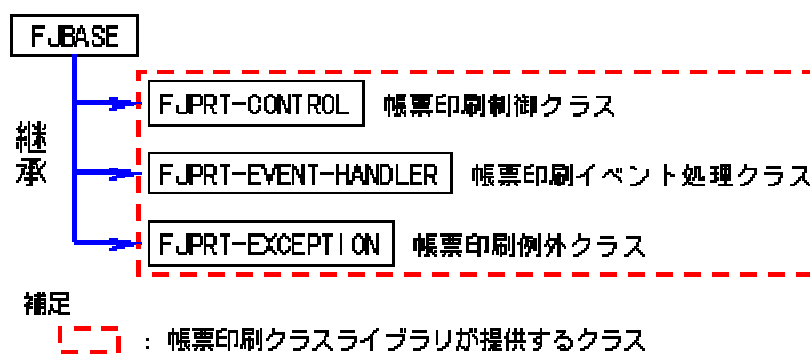 FJBASE
FJPRT-CONTROL 帳票印刷制御クラス
継承
FJPRT-EVENT-HANDLER 帳票印刷イベント処理クラス
FJPRT-EXCEPTION 帳票印刷例外クラス
補足
: 帳票印刷クラスライブラリが提供するクラス